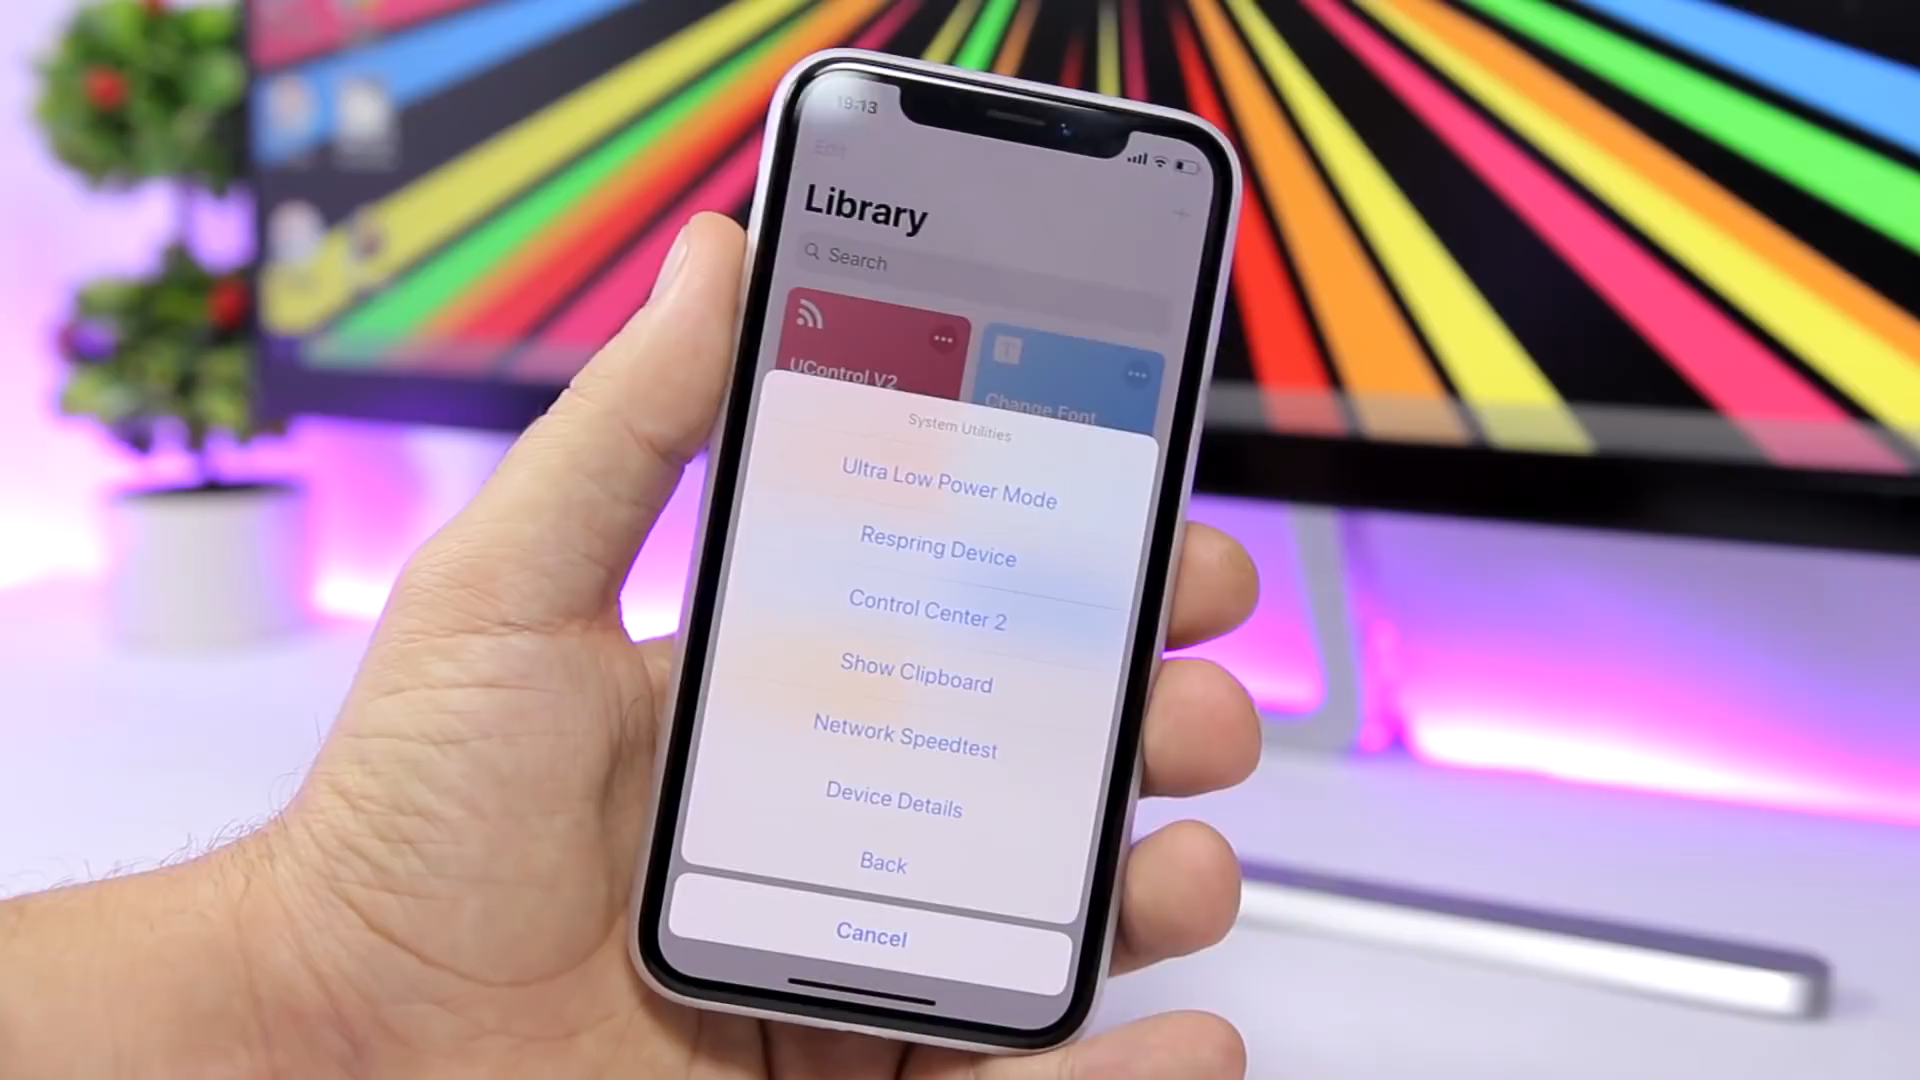 19:13
Edit
Library
Search
UControl V2
Change Font
System Utilities
Ultra Low Power Mode
Respring Device
Control Center 2
Show Clipboard
Network Speedtest
Device Details
Back
Cancel